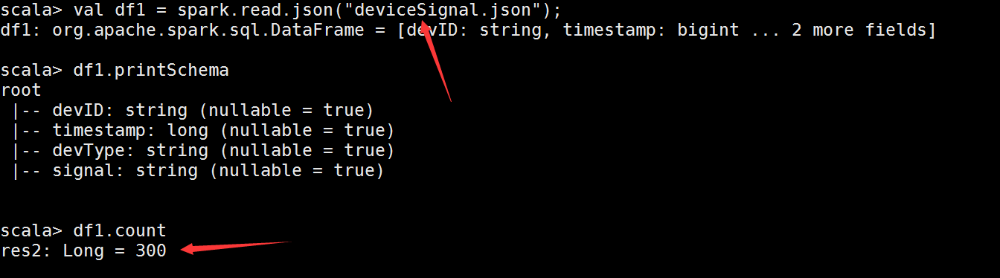 scala> val df1 = spark.read.json("deviceSignal.json");
df1: org.apache.spark.sql.DataFrame = [devID: string, timestamp: bigint ... 2 more fields]
scala> df1.printSchema
root
 |-- devID: string (nullable = true)
 |-- timestamp: long (nullable = true)
 |-- devType: string (nullable = true)
 |-- signal: string (nullable = true)
scala> df1.count
res2: Long = 300